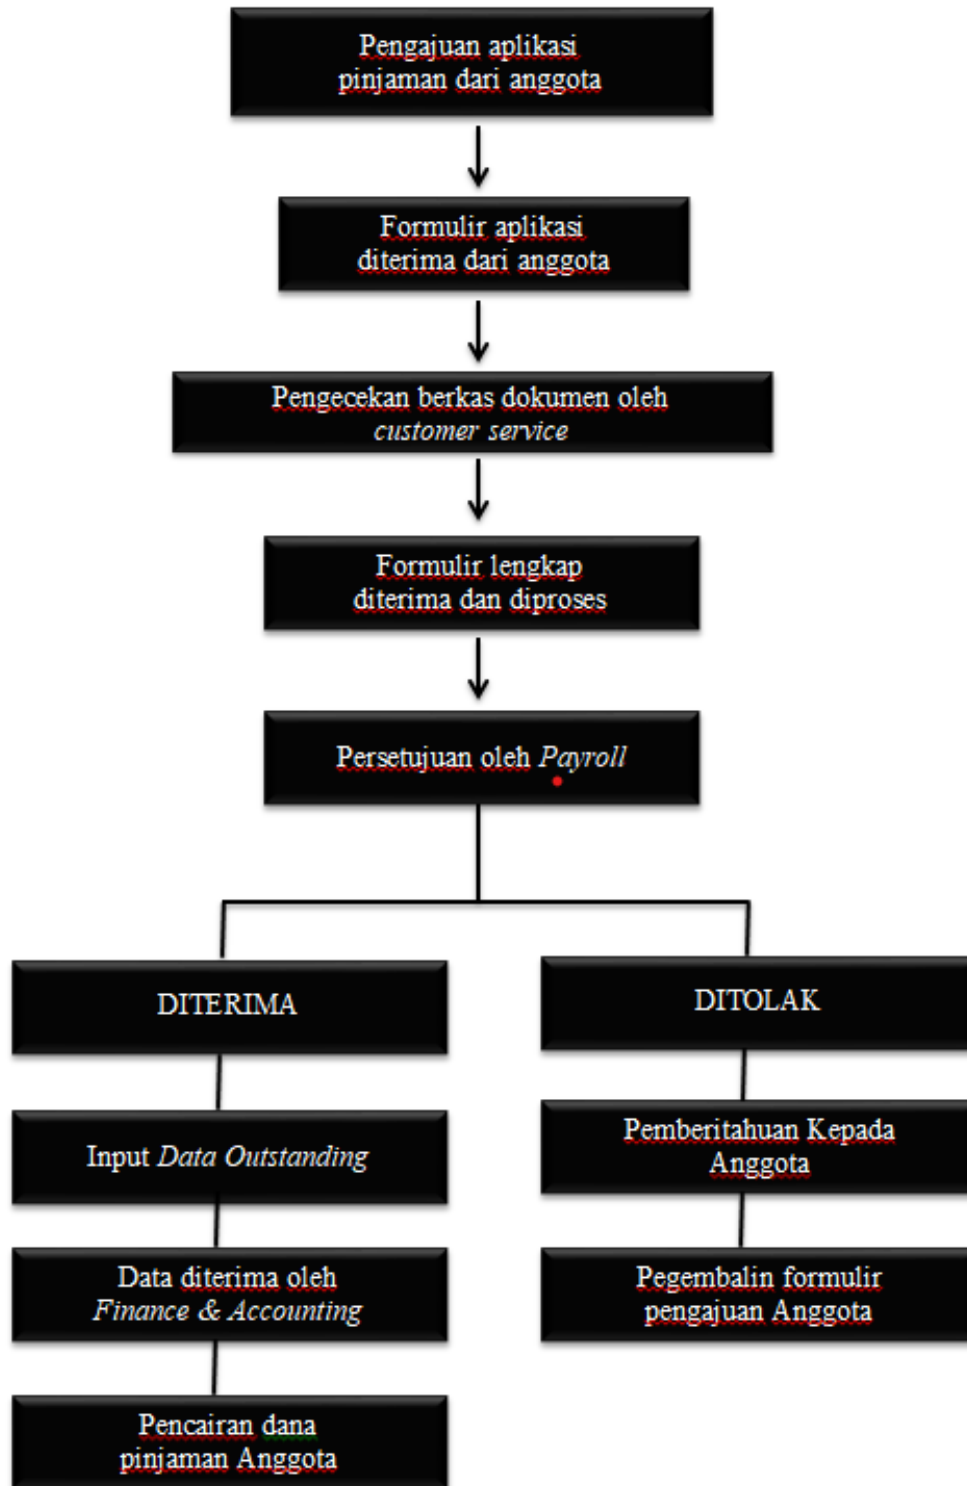 Pengajuan aplikasi
pinjaman dari anggota
Formulir aplikasi
diterima dari anggota
Pengecekan berkas dokumen oleh
customer service
Formulir lengkap
diterima dan diproses
Persetujuan oleh Payroll
DITERIMA
Input Data Outstanding
Data diterima oleh
Finance & Accounting
Pencairan dana
pinjaman Anggota
DITOLAK
Pemberitahuan Kepada
Anggota
Pegembalin formulir
pengajuan Anggota